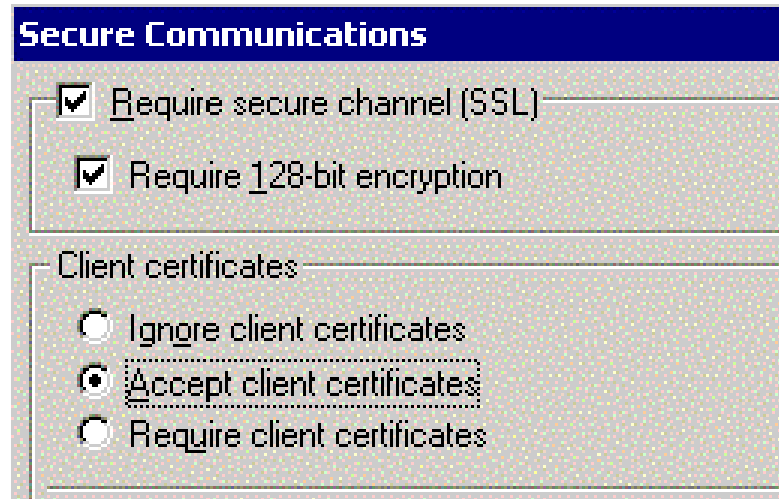 Secure Communications
Require secure channel (SSL)
Require 128-bit encryption
Client certificates
Ignore client certificates
Accept client certificates
Require client certificates